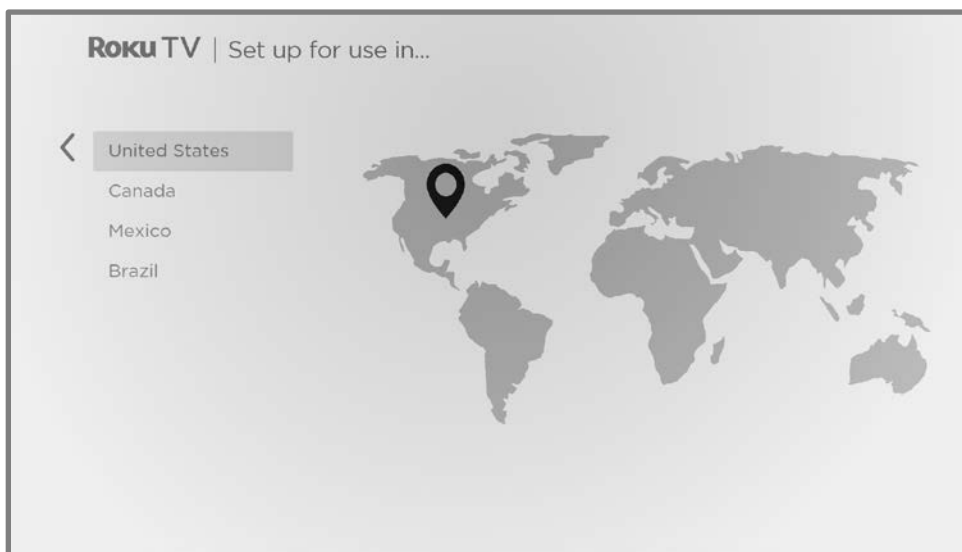 Roku TV | Set up for use in...
United States
Canada
Mexico
Brazil